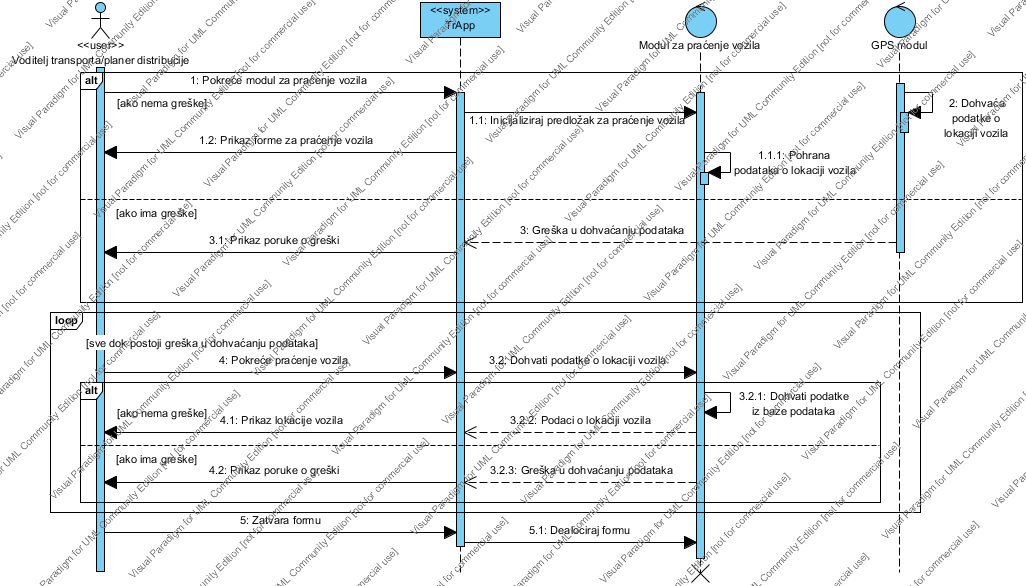 <<user>>
Voditelj transporta/planer distribucije
<<system>>
TrApp
Modul za praćenje vozila
GPS modul
alt
1: Pokreće modul za praćenje vozila
[ako nema greške]
1.1: Inicijaliziraj predložak za praćenje vozila
2: Dohvaća
podatke o
lokaciji vozila
1.2: Prikaz forme za praćenje vozila
1.1.1: Pohrana
podataka o lokaciji vozila
[ako ima greške]
3: Greška u dohvaćanju podataka
3.1: Prikaz poruke o greški
loop
[sve dok postoji greška u dohvaćanju podataka]
4: Pokreće praćenje vozila
3.2: Dohvati podatke o lokaciji vozila
alt
3.2.1: Dohvati podatke
iz baze podataka
[ako nema greške]
4.1: Prikaz lokacije vozila
3.2.2: Podaci o lokaciji vozila
[ako ima greške]
4.2: Prikaz poruke o greški
3.2.3: Greška u dohvaćanju podataka
5: Zatvara formu
5.1: Dealociraj formu
Visual Paradigm for UML Community Edition [not for commercial use]